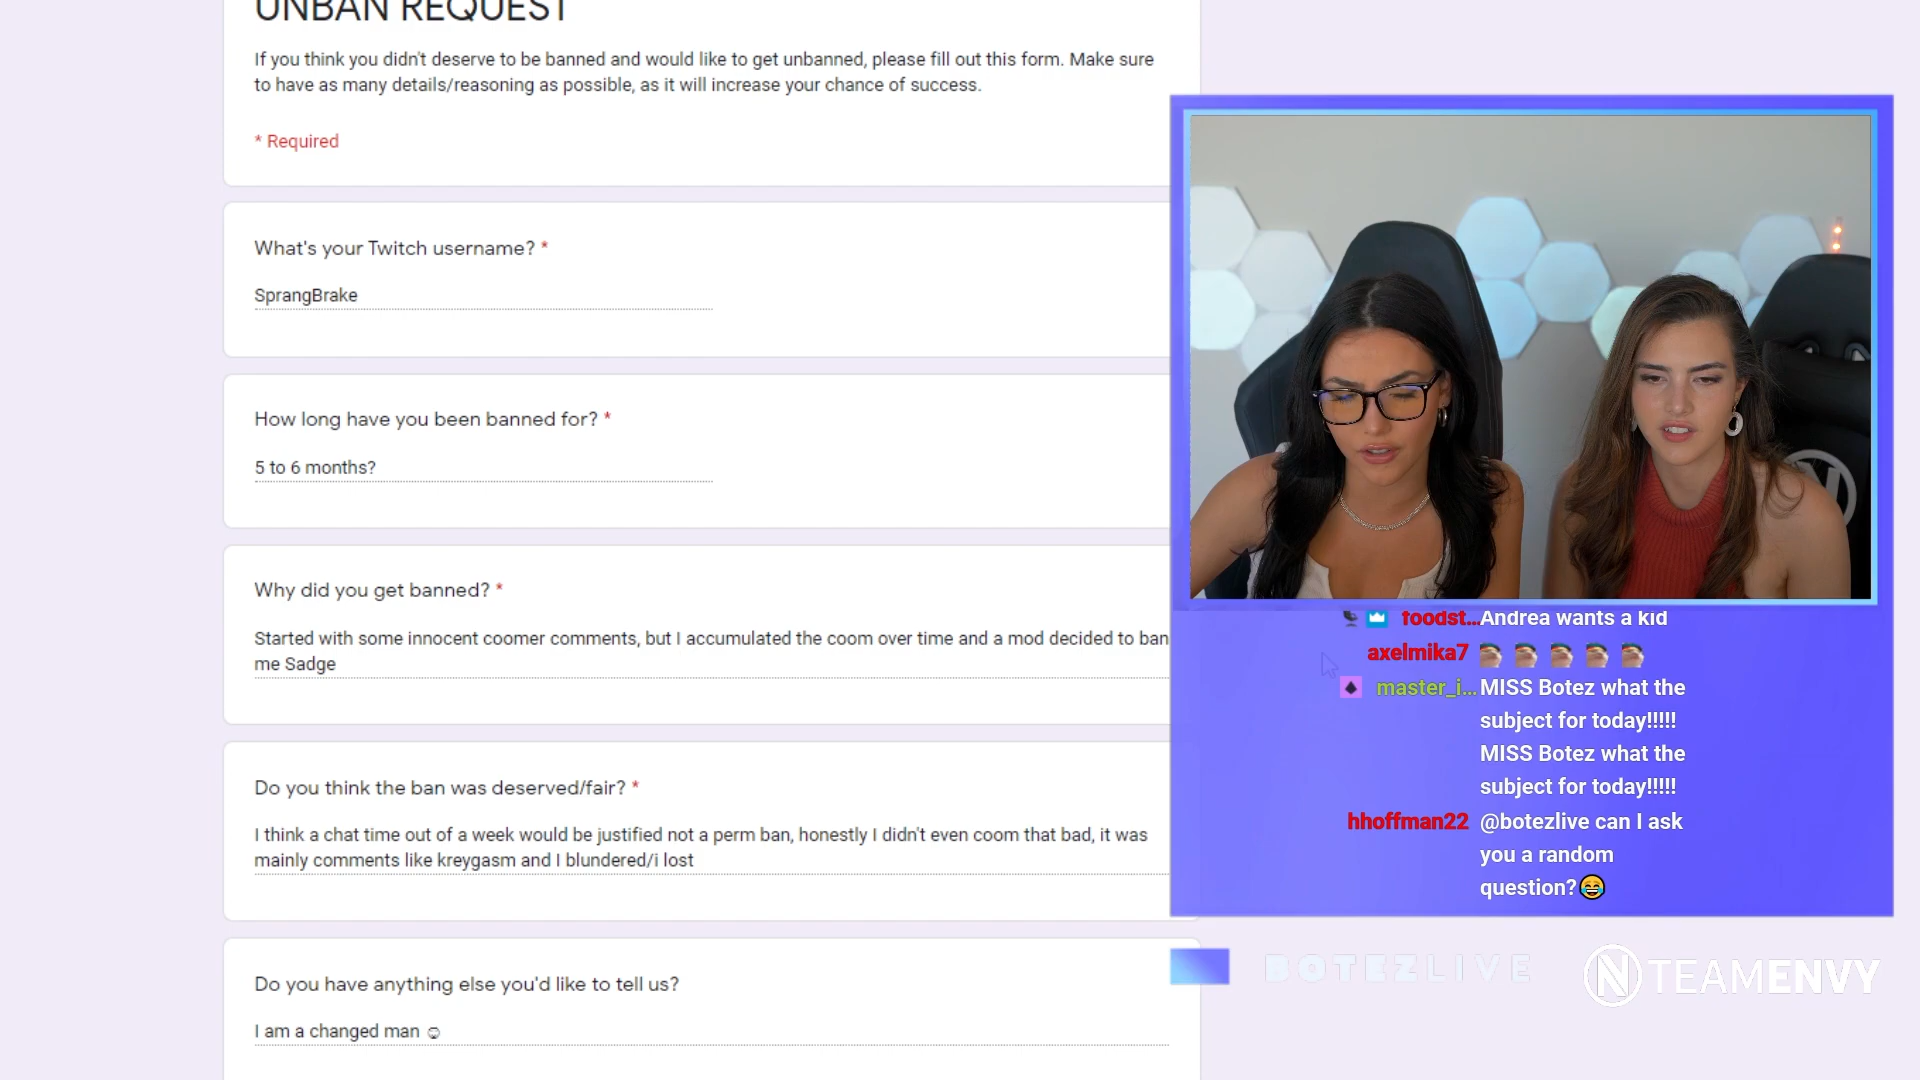 UNBAN REQUEST
If you think you didn't deserve to be banned and would like to get unbanned, please fill out this form. Make sure
to have as many details/reasoning as possible, as it will increase your chance of success.
* Required
What's your Twitch username? *
SprangBrake
How long have you been banned for? *
5 to 6 months?
Why did you get banned? *
Started with some innocent coomer comments, but I accumulated the coom over time and a mod decided to ban
me Sadge
Do you think the ban was deserved/fair? *
I think a chat time out of a week would be justified not a perm ban, honestly I didn't even coom that bad, it was
mainly comments like kreygasm and I blundered/i lost
Do you have anything else you'd like to tell us?
I am a changed man
foodst... Andrea wants a kid
axelmika7
master_i... MISS Botez what the
subject for today!!!!!
MISS Botez what the
subject for today!!!!!
hhoffman22 @botezlive can I ask
you a random
question?😂
BOTEZLIVE
TEAMENVY